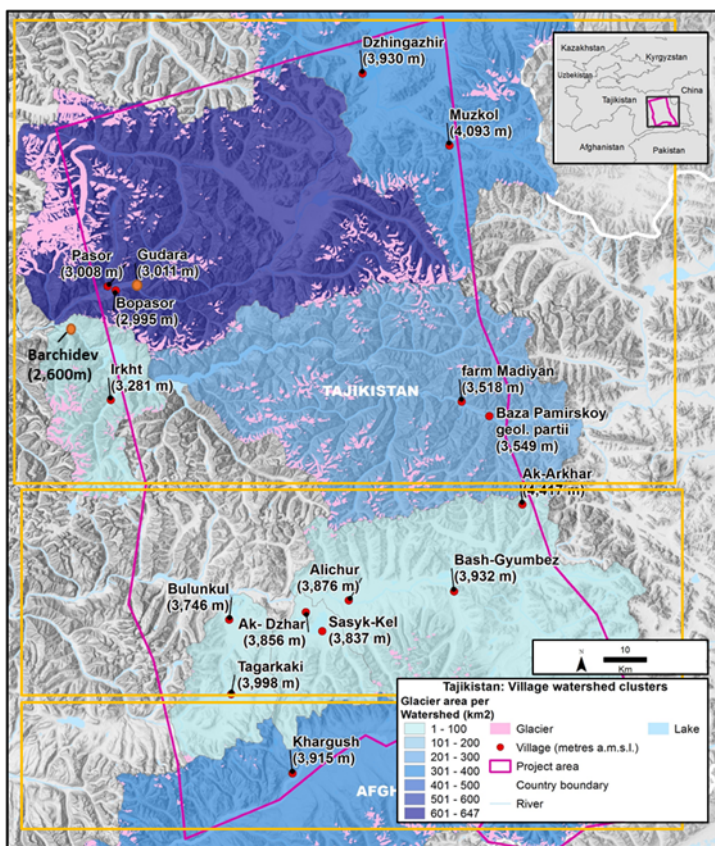 Dzhingazhir
(3,930 m)
Muzkol
(4,093 m)
Kazakhstan
Kyrgyzstan
Uzbekistan
China
Tajikistan
Afghanistan
Pakistan
Pasor
(3,008 m)
Gudara
(3,011 m)
Bopasor
(2,995 m)
Barchidev
(2,600m)
Irkht
(3,281 m)
TAJIKISTAN
farm Madiyan
(3,518 m)
Baza Pamirskoy
geol. partii
(3,549 m)
Ak-Arkhar
(4,417 m)
Alichur
(3,876 m)
Bash-Gyumbez
(3,932 m)
Bulunkul
(3,746 m)
Ak- Dzhar
(3,856 m)
Sasyk-Kel
(3,837 m)
Tagarkaki
(3,998 m)
Khargush
(3,915 m)
AFGH
N
10
Km
Tajikistan: Village watershed clusters
Glacier area per
Watershed (km2)
1 - 100
101 - 200
201 - 300
301 - 400
401 - 500
501 - 600
601 - 647
Glacier
Lake
Village (metres a.m.s.l.)
Project area
Country boundary
River